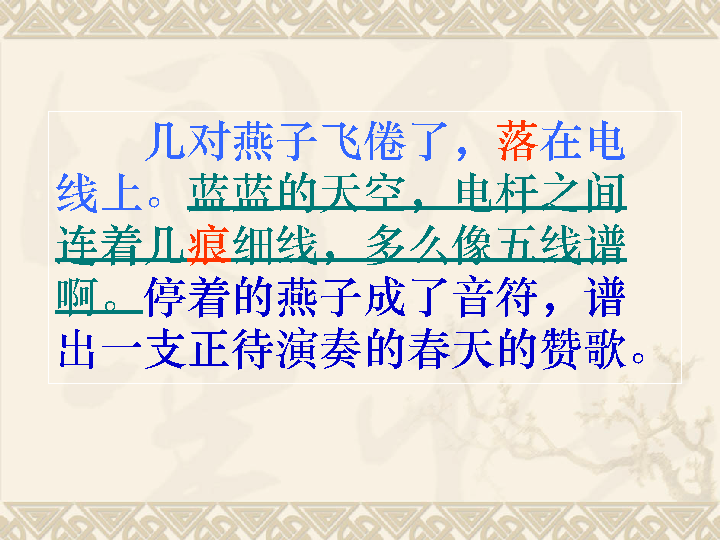 几对燕子飞倦了，落在电
线上。蓝蓝的天空，电杆之间
连着几痕细线，多么像五线谱
啊。停着的燕子成了音符，谱
出一支正待演奏的春天的赞歌。